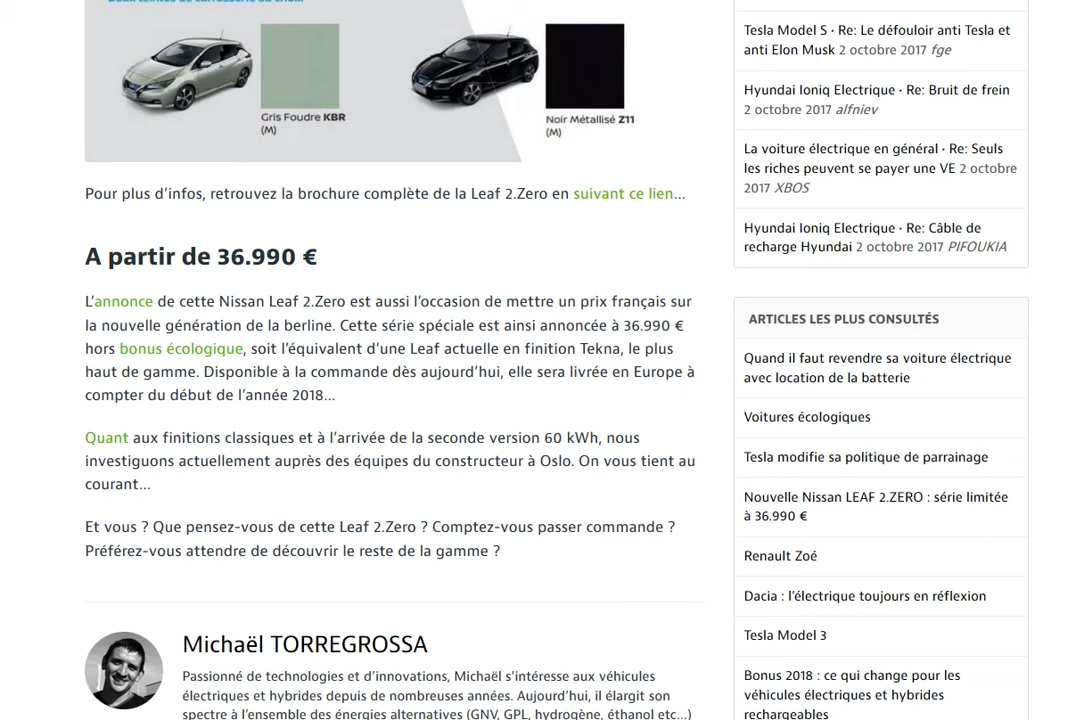 Deux teintes de carrosserie au choix
Gris Foudre KBR
(M)
Noir Métallisé Z11
(M)
Pour plus d’infos, retrouvez la brochure complète de la Leaf 2.Zero en suivant ce lien…
A partir de 36.990 €
L’annonce de cette Nissan Leaf 2.Zero est aussi l’occasion de mettre un prix français sur
la nouvelle génération de la berline. Cette série spéciale est ainsi annoncée à 36.990 €
hors bonus écologique, soit l’équivalent d’une Leaf actuelle en finition Tekna, le plus
haut de gamme. Disponible à la commande dès aujourd’hui, elle sera livrée en Europe à
compter du début de l’année 2018…
Quant aux finitions classiques et à l’arrivée de la seconde version 60 kWh, nous
investiguons actuellement auprès des équipes du constructeur à Oslo. On vous tient au
courant…
Et vous ? Que pensez-vous de cette Leaf 2.Zero ? Comptez-vous passer commande ?
Préférez-vous attendre de découvrir le reste de la gamme ?
Michaël TORREGROSSA
Passionné de technologies et d’innovations, Michaël s’intéresse aux véhicules
électriques et hybrides depuis de nombreuses années. Aujourd’hui, il élargit son
spectre à l’ensemble des énergies alternatives (GNV, GPL, hydrogène, éthanol etc...)
Tesla Model S • Re: Le défouloir anti Tesla et
anti Elon Musk 2 octobre 2017 fge
Hyundai Ioniq Electrique • Re: Bruit de frein
2 octobre 2017 alfniev
La voiture électrique en général • Re: Seuls
les riches peuvent se payer une VE 2 octobre
2017 XBOS
Hyundai Ioniq Electrique • Re: Câble de
recharge Hyundai 2 octobre 2017 PIFOUKIA
ARTICLES LES PLUS CONSULTÉS
Quand il faut revendre sa voiture électrique
avec location de la batterie
Voitures écologiques
Tesla modifie sa politique de parrainage
Nouvelle Nissan LEAF 2.ZERO : série limitée
à 36.990 €
Renault Zoé
Dacia : l’électrique toujours en réflexion
Tesla Model 3
Bonus 2018 : ce qui change pour les
véhicules électriques et hybrides
rechargeables